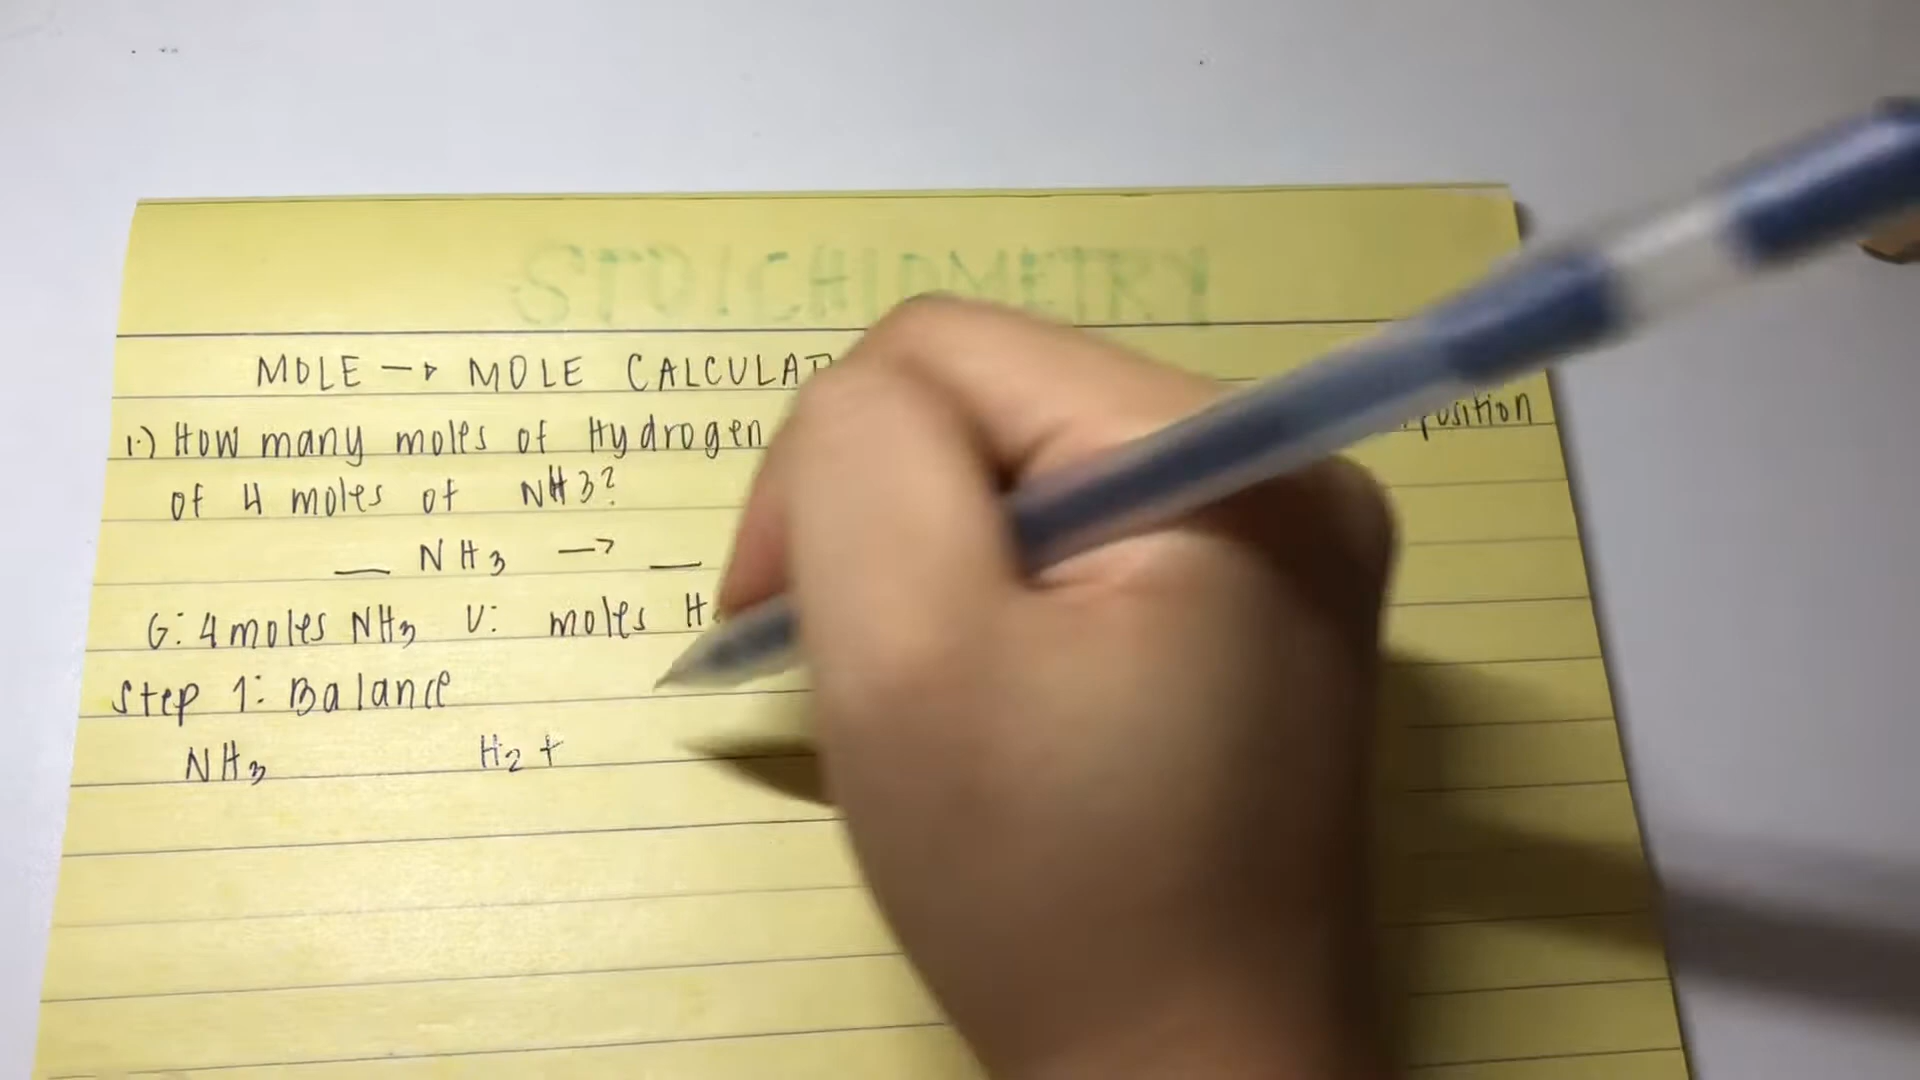 STOICHIOMETRY
MOLE → MOLE
1.) How many moles of Hydrogen
of 4 moles of NH3?
__ NH3 → __
G: 4 moles NH3 U: moles H
Step 1: Balance
NH3 H2 +